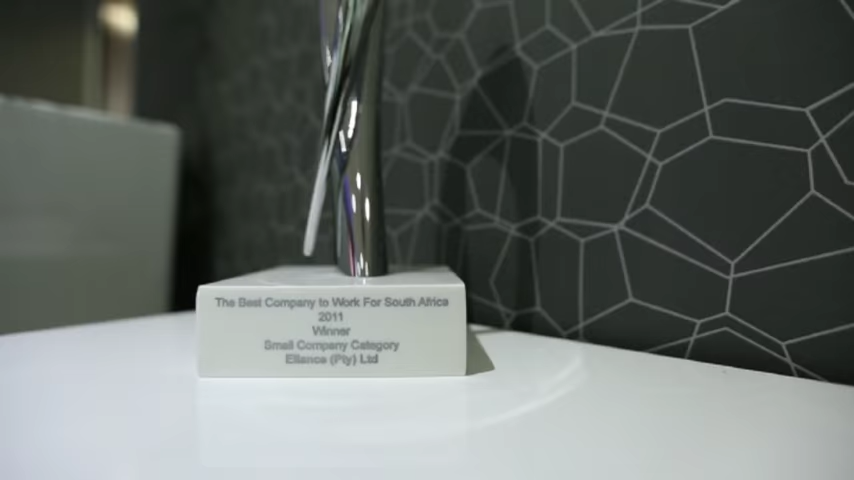 The Best Company to Work For South Africa
2011
Winner
Small Company Category
Ellance (Pty) Ltd